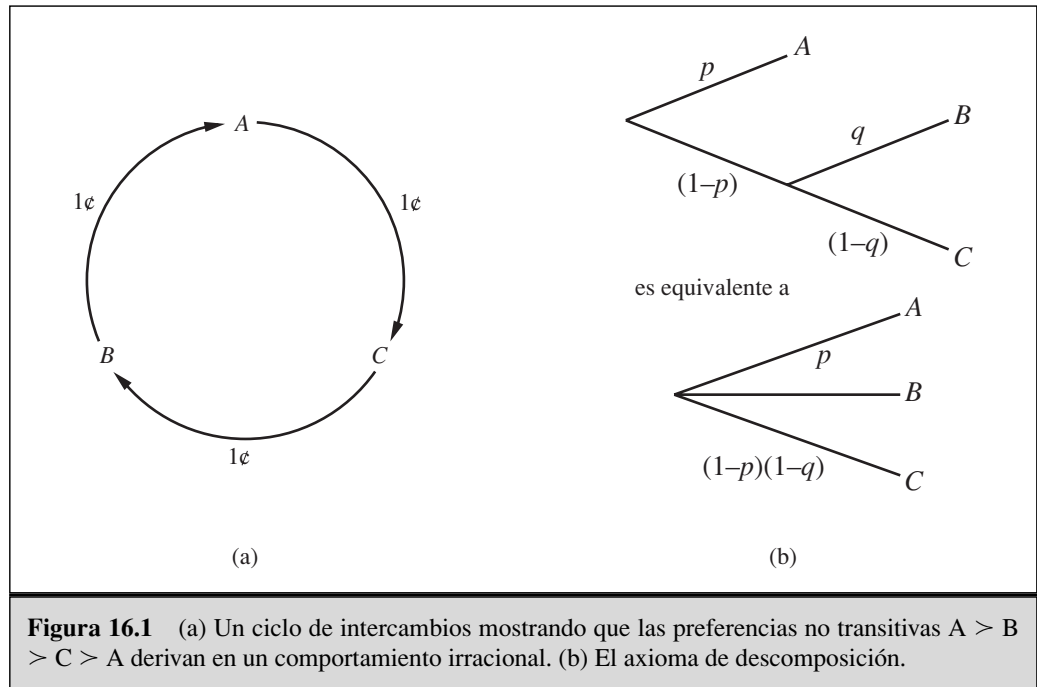 A
1¢
1¢
B
C
1¢
(a)
p
A
q
B
(1–p)
(1–q)
C
es equivalente a
A
p
B
(1–p)(1–q)
C
(b)
Figura 16.1 (a) Un ciclo de intercambios mostrando que las preferencias no transitivas A > B
> C > A derivan en un comportamiento irracional. (b) El axioma de descomposición.